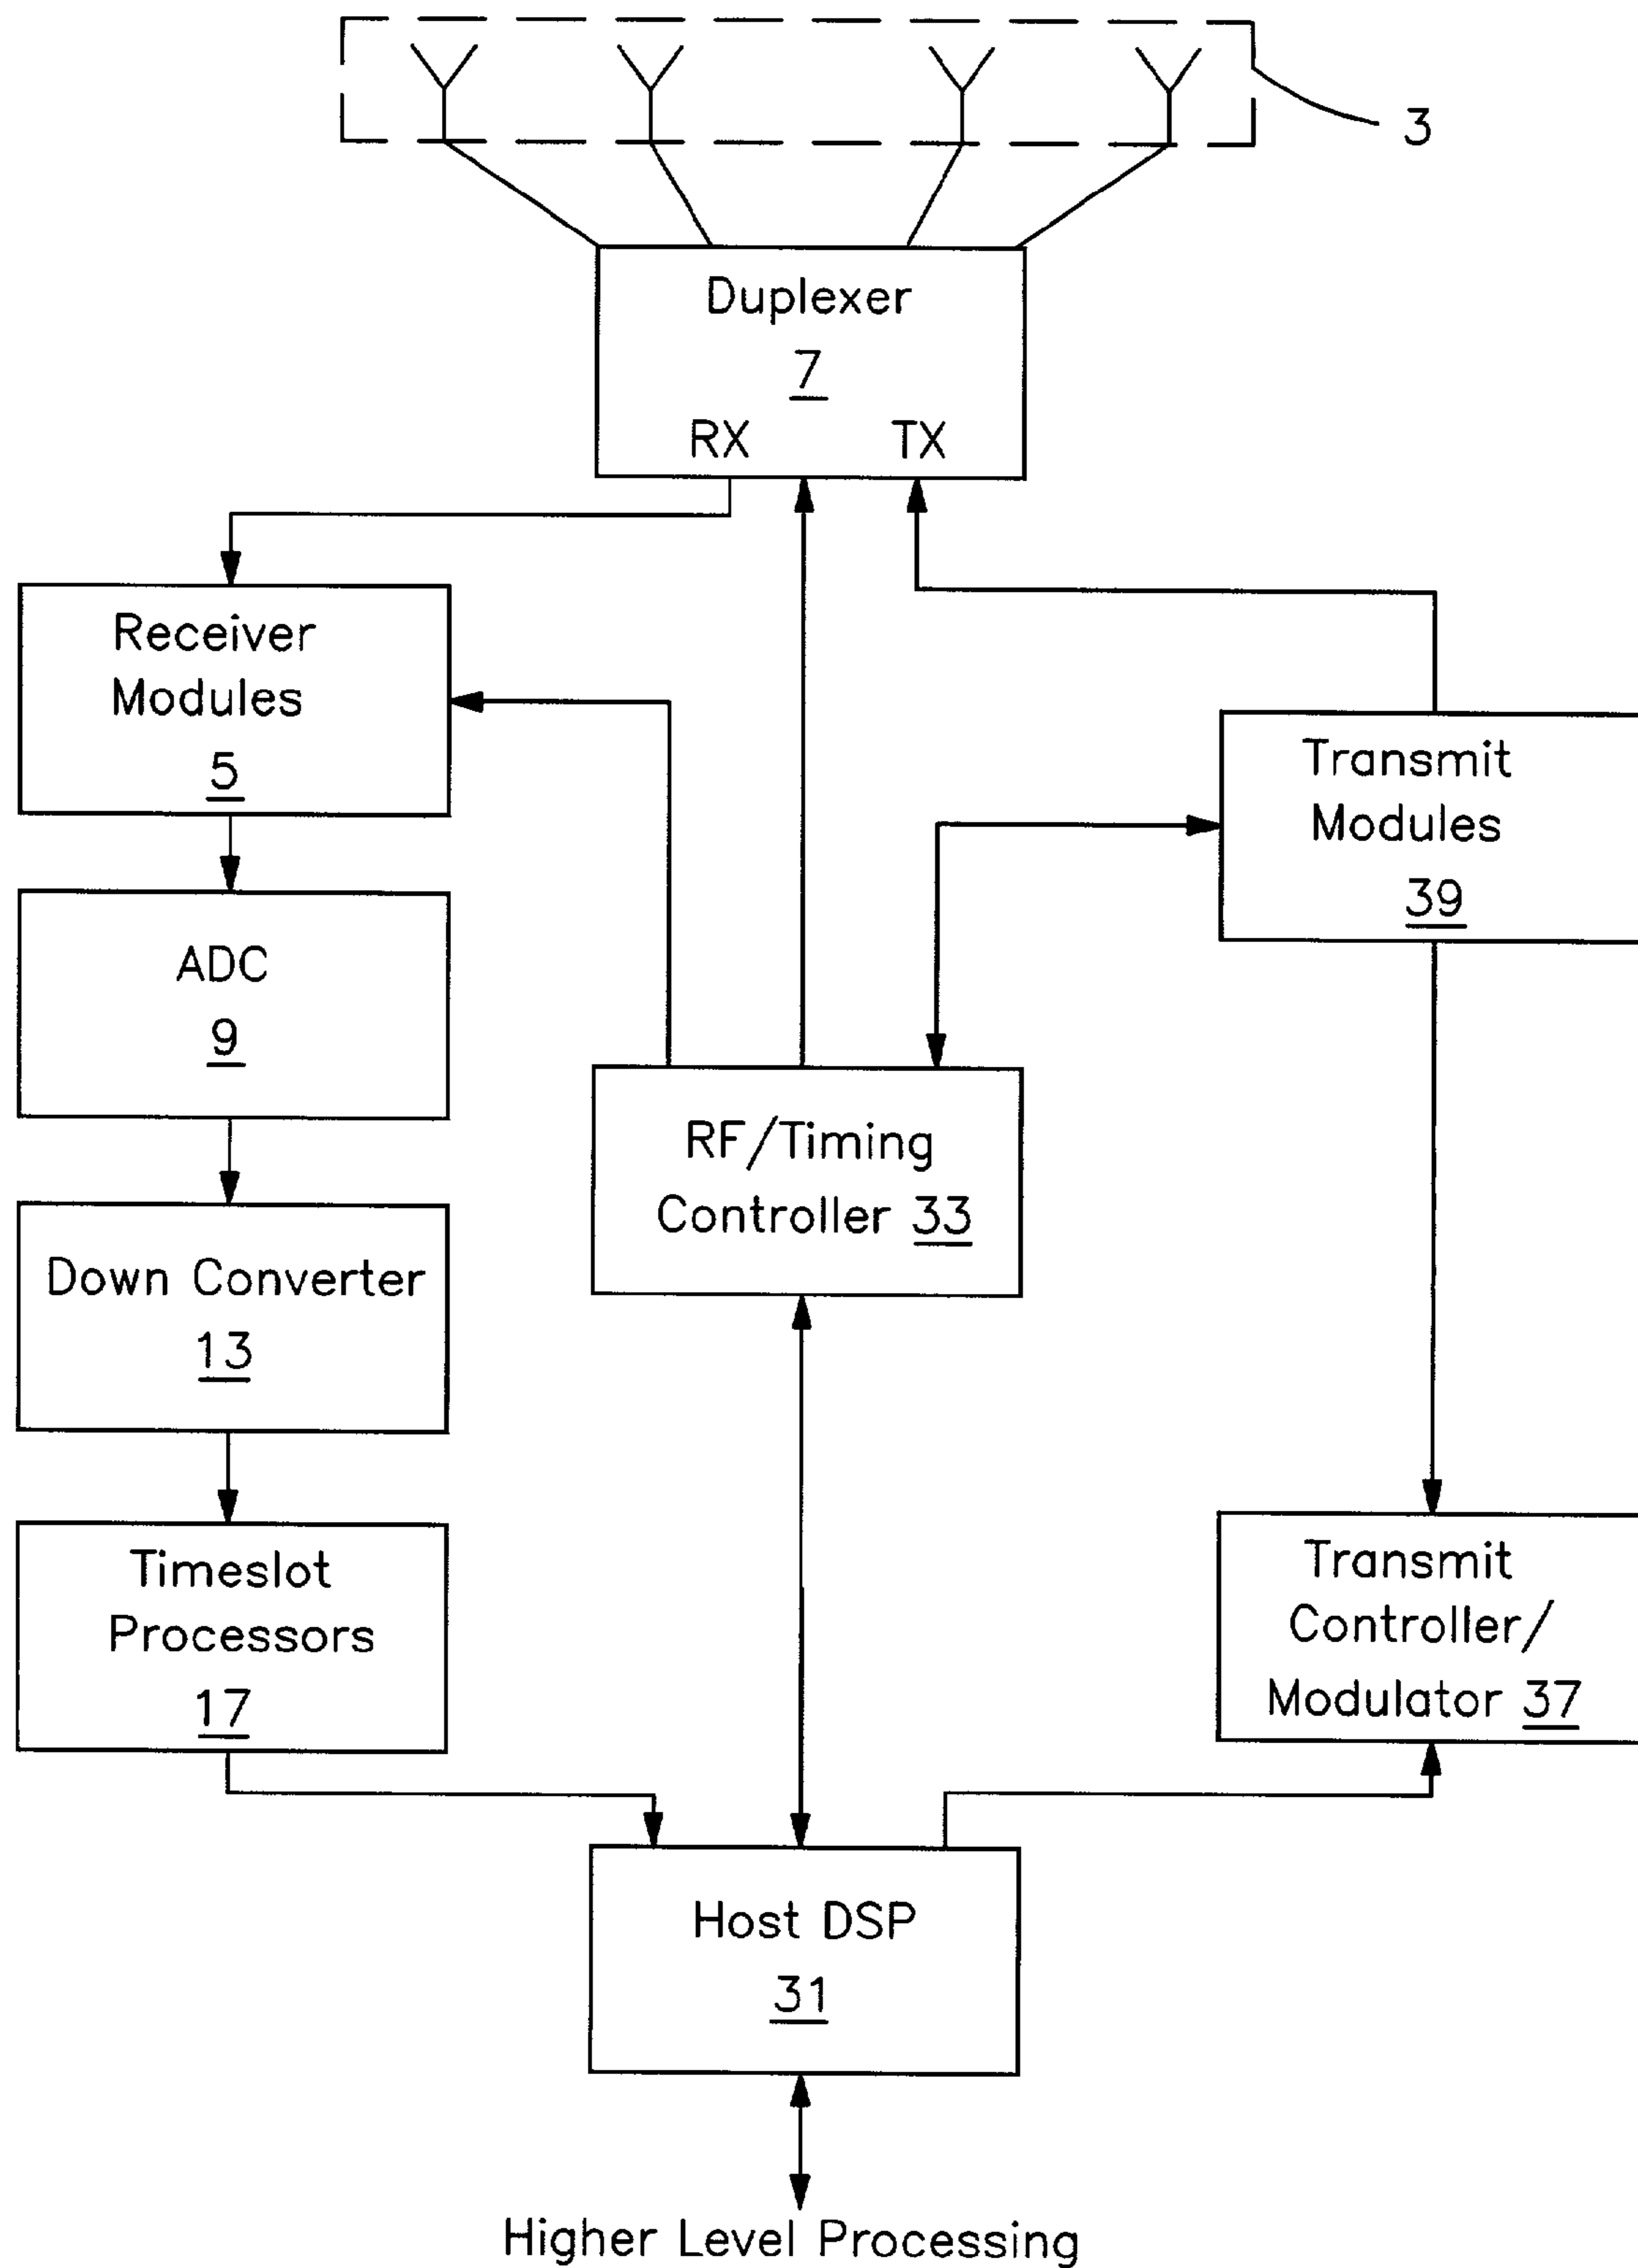 3
Duplexer
7
RX TX
Receiver
Modules
5
Transmit
Modules
39
ADC
9
RF/Timing
Controller 33
Down Converter
13
Timeslot
Processors
17
Transmit
Controller/
Modulator 37
Host DSP
31
Higher Level Processing